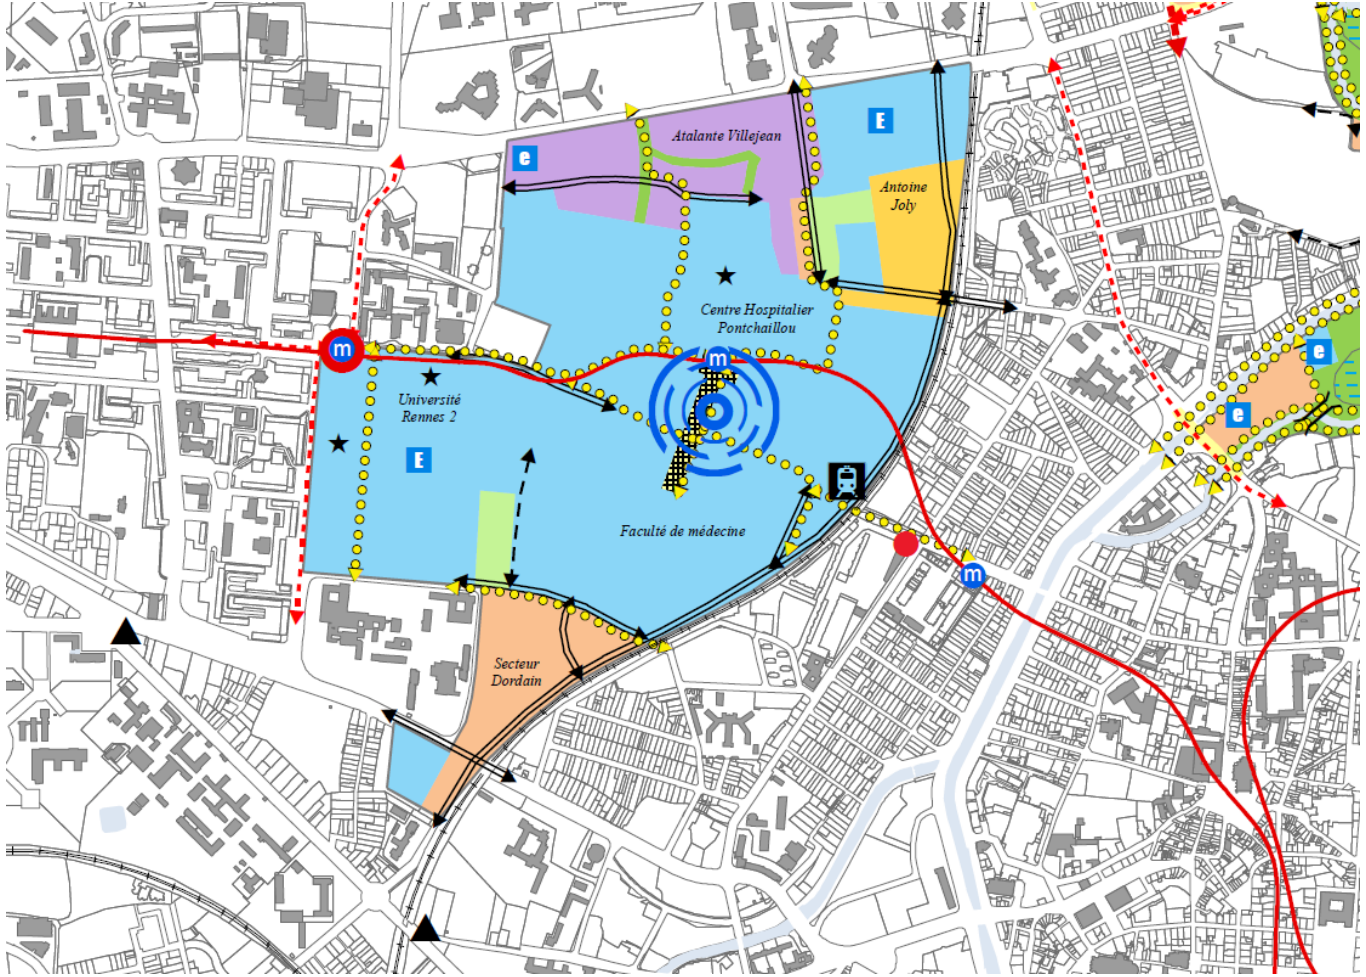 Atalante Villejean
E
e
Antoine
Joly
Centre Hospitalier
Pontchaillou
m
m
e
Université
Rennes 2
e
E
Faculté de médecine
m
Secteur
Dordain